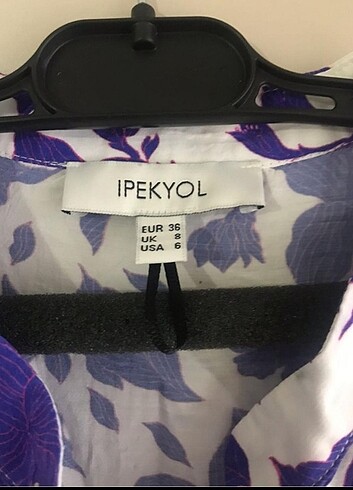 IPEKYOL
EUR 36
UK 8
USA 6